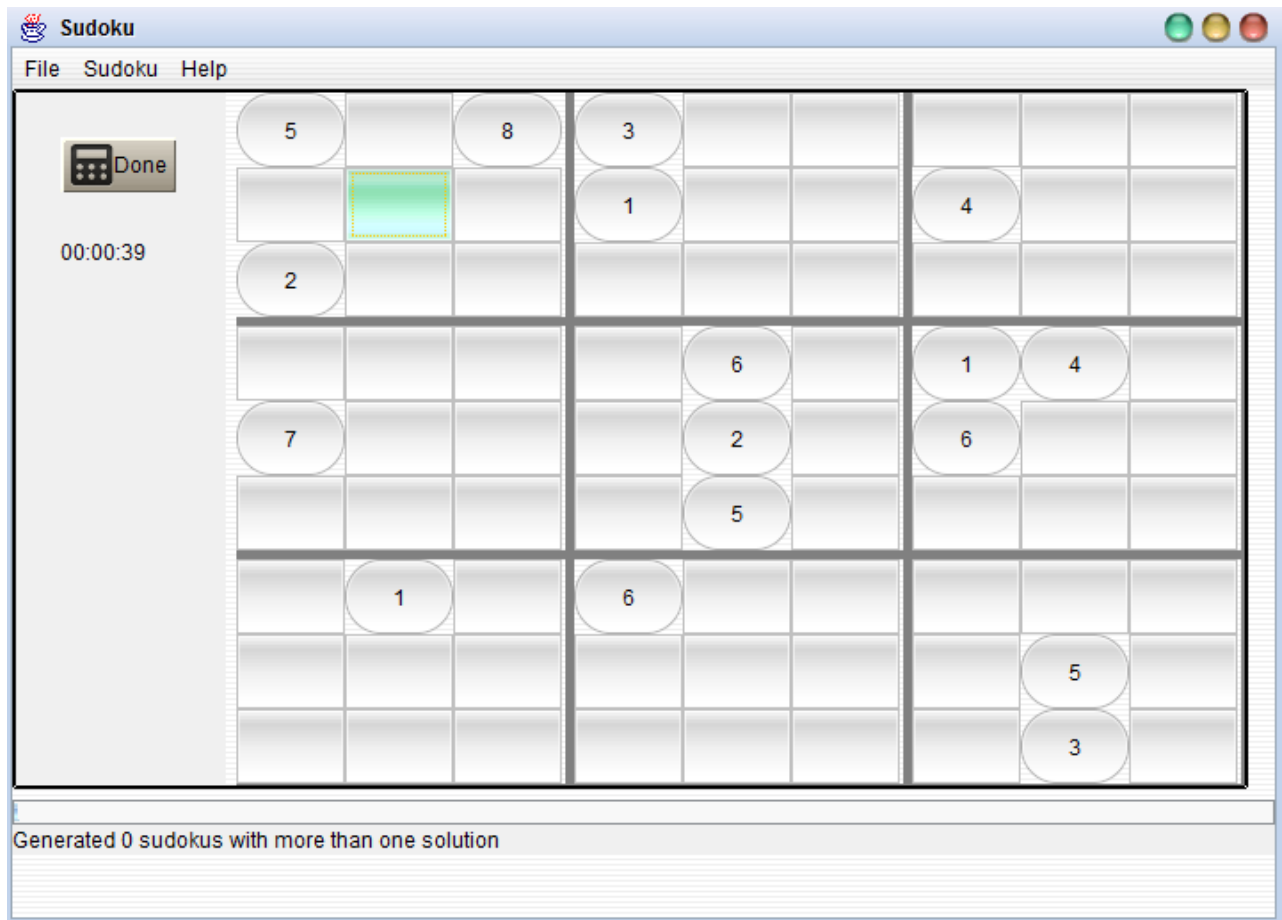 Sudoku
File Sudoku Help
Done
00:00:39
5 8 3
1 4
2
6 1 4
7 2 6
5
1 6
5
3
Generated 0 sudokus with more than one solution